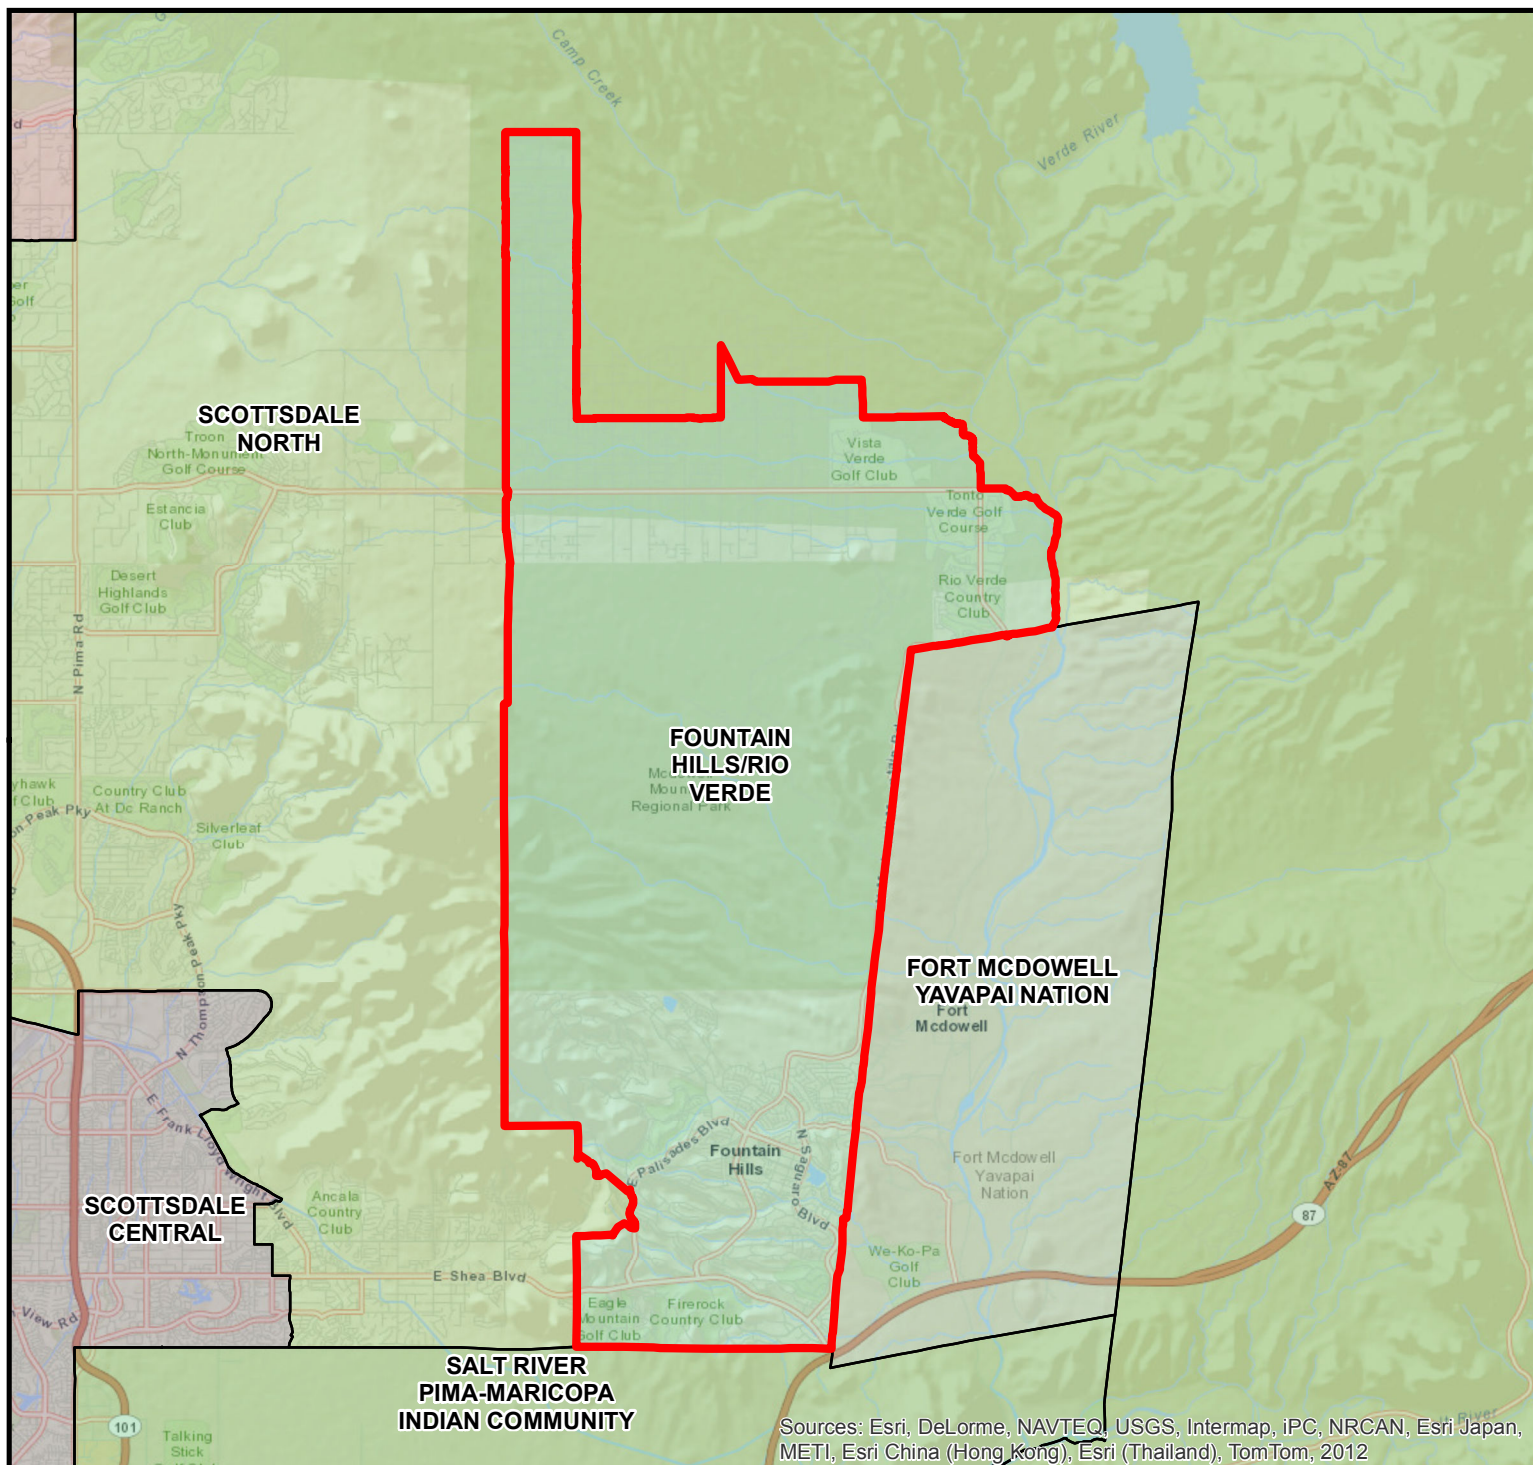 Camp Creek
Verde River
SCOTTSDALE
NORTH
Troon
North-Monument
Golf Course
Vista
Verde
Golf Club
Estancia
Club
Tonto
Verde Golf
Course
Desert
Highlands
Golf Club
Rio Verde
Country
Club
N Pima Rd
FOUNTAIN
HILLS/RIO
VERDE
Mountain
Regional Park
Country Club
At Dc Ranch
Silverleaf
Club
on Peak Pky
N Thompson Peak Pky
FORT MCDOWELL
YAVAPAI NATION
Fort
Mcdowell
E Frank Lloyd Wright Blvd
E Palisades Blvd
Fountain
Hills
N Saguaro Blvd
Fort Mcdowell
Yavapai
Nation
AZ-87
87
SCOTTSDALE
CENTRAL
Ancala
Country
Club
We-Ko-Pa
Golf
Club
E Shea Blvd
Eagle
Mountain
Golf Club
Firerock
Country Club
View Rd
SALT RIVER
PIMA-MARICOPA
INDIAN COMMUNITY
101
Talking
Stick
Sources: Esri, DeLorme, NAVTEQ, USGS, Intermap, iPC, NRCAN, Esri Japan,
METI, Esri China (Hong Kong), Esri (Thailand), TomTom, 2012